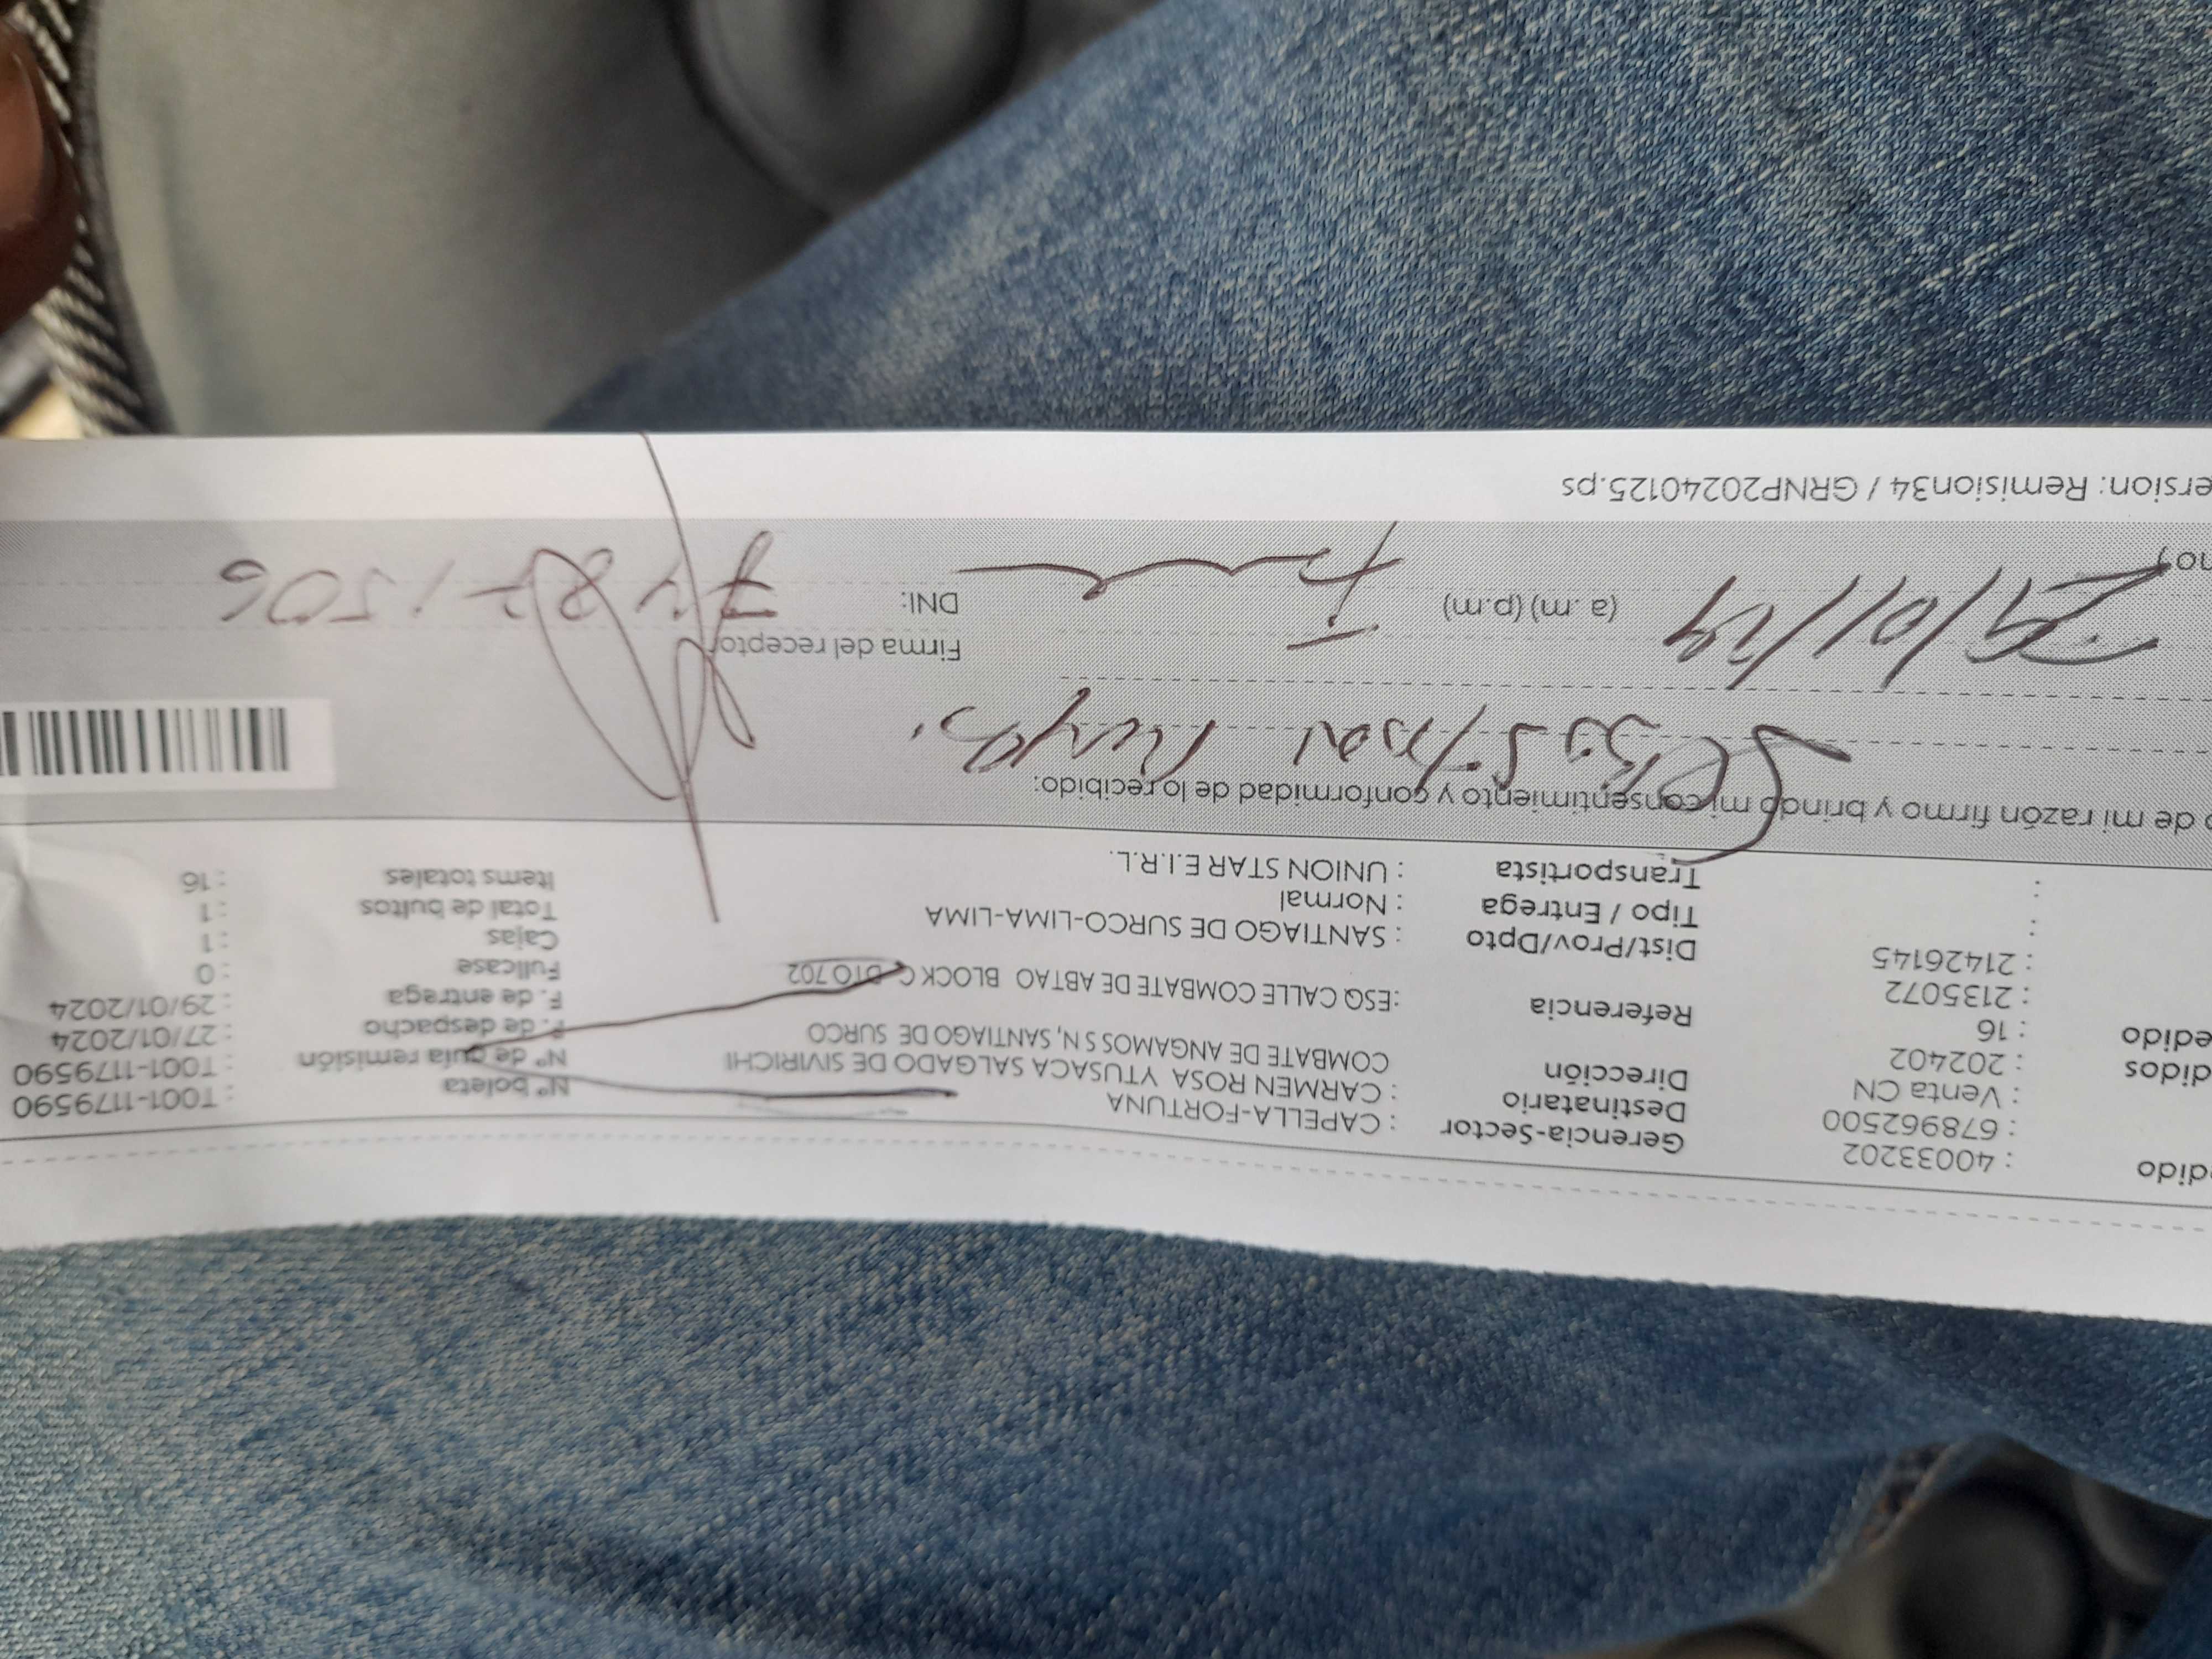 edido : 40033202 Gerencia-Sector : CAPELLA-FORTUNA Nº boleta : T001-1179590
: 678962500 Destinatario : CARMEN ROSA YTUSACA SALGADO DE SIVIRICHI Nº de guía remisión : T001-1179590
: Venta CN Dirección COMBATE DE ANGAMOS S N, SANTIAGO DE SURCO F. de despacho : 27/01/2024
didos : 202402 Referencia :ESQ CALLE COMBATE DE ABTAO BLOCK C DTO 702 F. de entrega : 29/01/2024
edido : 16 Dist/Prov/Dpto : SANTIAGO DE SURCO-LIMA-LIMA Fullcase : 0
: 2135072 Tipo / Entrega : Normal Cajas : 1
: 21426145 Transportista : UNION STAR E.I.R.L. Total de bultos : 1
: Items totales : 16
:
o de mi razón firmo y brindo mi consentimiento y conformidad de lo recibido:
Firma del receptor
29/01/24 (a.m) (p.m) DNI:
ersion: Remision34 / GRNP20240125.ps